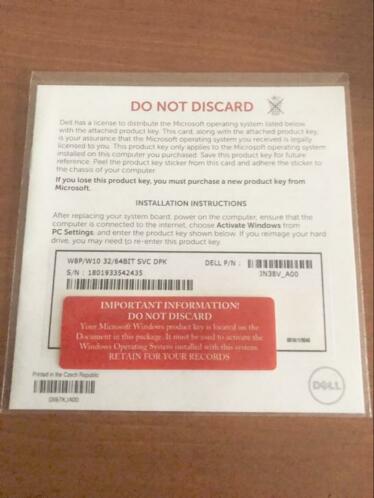 DO NOT DISCARD
Dell has a license to distribute the Microsoft operating system listed below
with the attached product key. This card, along with the attached product key,
is your assurance that the Microsoft operating system you received is legally
licensed to you. This product key only applies to the Microsoft operating system
installed on this computer you purchased. Save this product key for future
reference. Peel the product key sticker from this card and adhere the sticker to
the chassis of your computer.
If you lose this product key, you must purchase a new product key from
Microsoft.
INSTALLATION INSTRUCTIONS
After replacing your system board, power on the computer, ensure that the
computer is connected to the internet, choose Activate Windows from
PC Settings, and enter the product key shown below. If you reimage your hard
drive, you may need to re-enter this product key.
W8P/W10 32/64BIT SVC DPK
DELL P/N :
S/N : 1801933542435
JN3BV_A00
IMPORTANT INFORMATION!
DO NOT DISCARD
Your Microsoft Windows product key is located on the
Document in this package. It must be used to activate the
Windows Operating System installed with this system
RETAIN FOR YOUR RECORDS
Printed in the Czech Republic
DELL